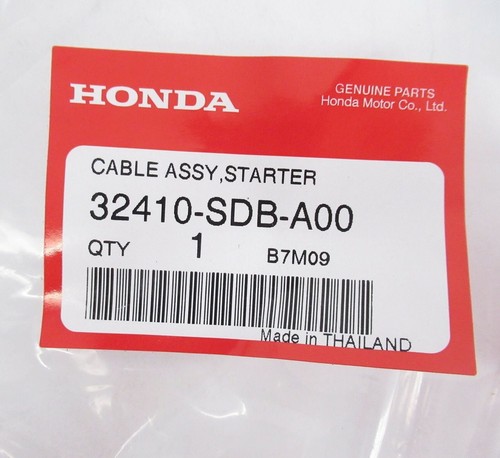 HONDA
GENUINE PARTS
Honda Motor Co., Ltd.
CABLE ASSY,STARTER
32410-SDB-A00
QTY 1 B7M09
Made in THAILAND